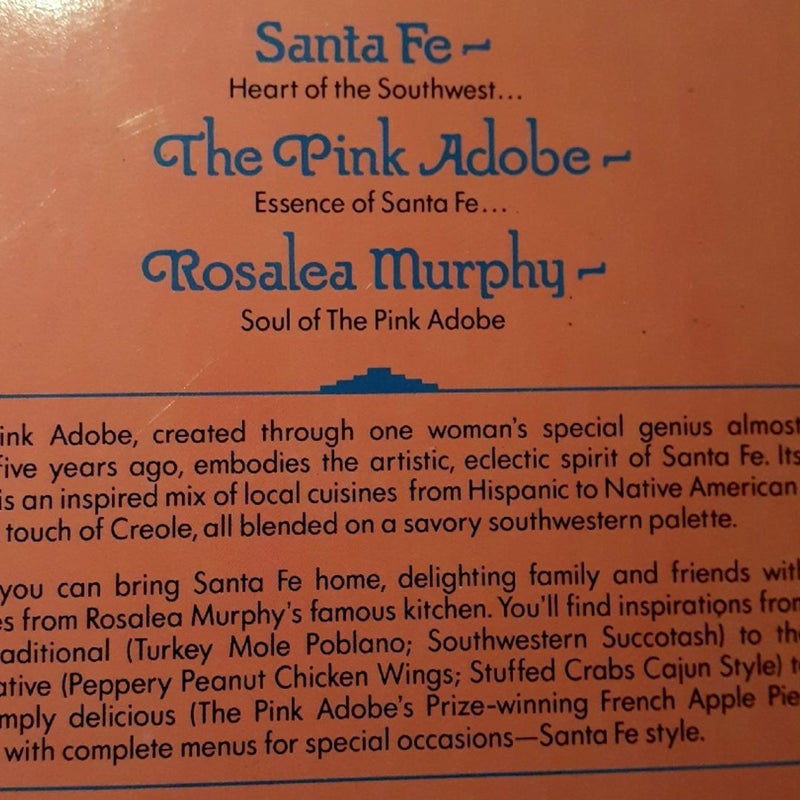 Santa Fe ~
Heart of the Southwest...
The Pink Adobe ~
Essence of Santa Fe...
Rosalea Murphy ~
Soul of The Pink Adobe
ink Adobe, created through one woman's special genius almost
five years ago, embodies the artistic, eclectic spirit of Santa Fe. Its
is an inspired mix of local cuisines from Hispanic to Native American
touch of Creole, all blended on a savory southwestern palette.
you can bring Santa Fe home, delighting family and friends with
es from Rosalea Murphy's famous kitchen. You'll find inspirations from
aditional (Turkey Mole Poblano; Southwestern Succotash) to the
ative (Peppery Peanut Chicken Wings; Stuffed Crabs Cajun Style) to
mply delicious (The Pink Adobe's Prize-winning French Apple Pie
with complete menus for special occasions—Santa Fe style.